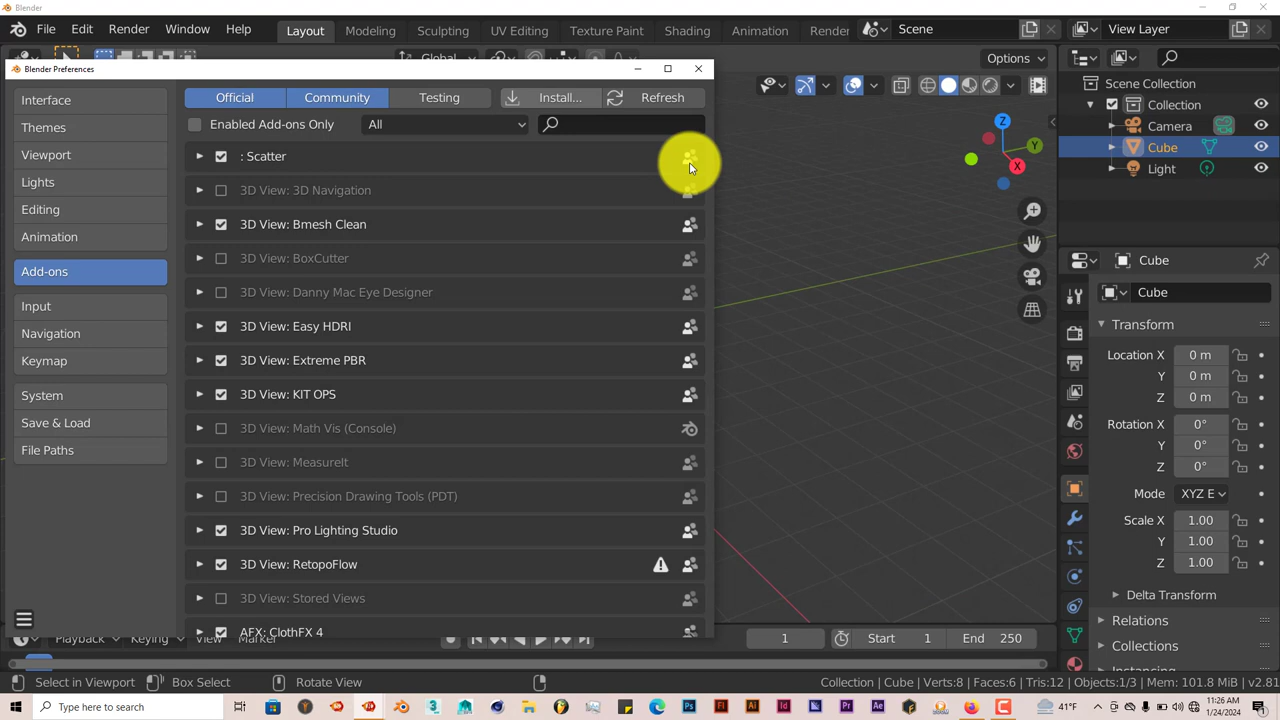 Blender
File Edit Render Window Help Layout Modeling Sculpting UV Editing Texture Paint Shading Animation Render Scene View Layer
Global Options
Blender Preferences
Interface
Themes
Viewport
Lights
Editing
Animation
Add-ons
Input
Navigation
Keymap
System
Save & Load
File Paths
Official Community Testing Install... Refresh
Enabled Add-ons Only All
: Scatter
3D View: 3D Navigation
3D View: Bmesh Clean
3D View: BoxCutter
3D View: Danny Mac Eye Designer
3D View: Easy HDRI
3D View: Extreme PBR
3D View: KIT OPS
3D View: Math Vis (Console)
3D View: MeasureIt
3D View: Precision Drawing Tools (PDT)
3D View: Pro Lighting Studio
3D View: RetopoFlow
3D View: Stored Views
AFX: ClothFX 4
Z
Y
X
Scene Collection
Collection
Camera
Cube
Light
Cube
Cube
Transform
Location X 0 m
Y 0 m
Z 0 m
Rotation X 0°
Y 0°
Z 0°
Mode XYZ E
Scale X 1.00
Y 1.00
Z 1.00
Delta Transform
Relations
Collections
Playback Keying View Marker 1 Start 1 End 250
Select in Viewport Box Select Rotate View Collection | Cube | Verts:8 | Faces:6 | Tris:12 | Objects:1/3 | Mem: 101.8 MiB | v2.81
Type here to search 41°F 11:26 AM
1/24/2024